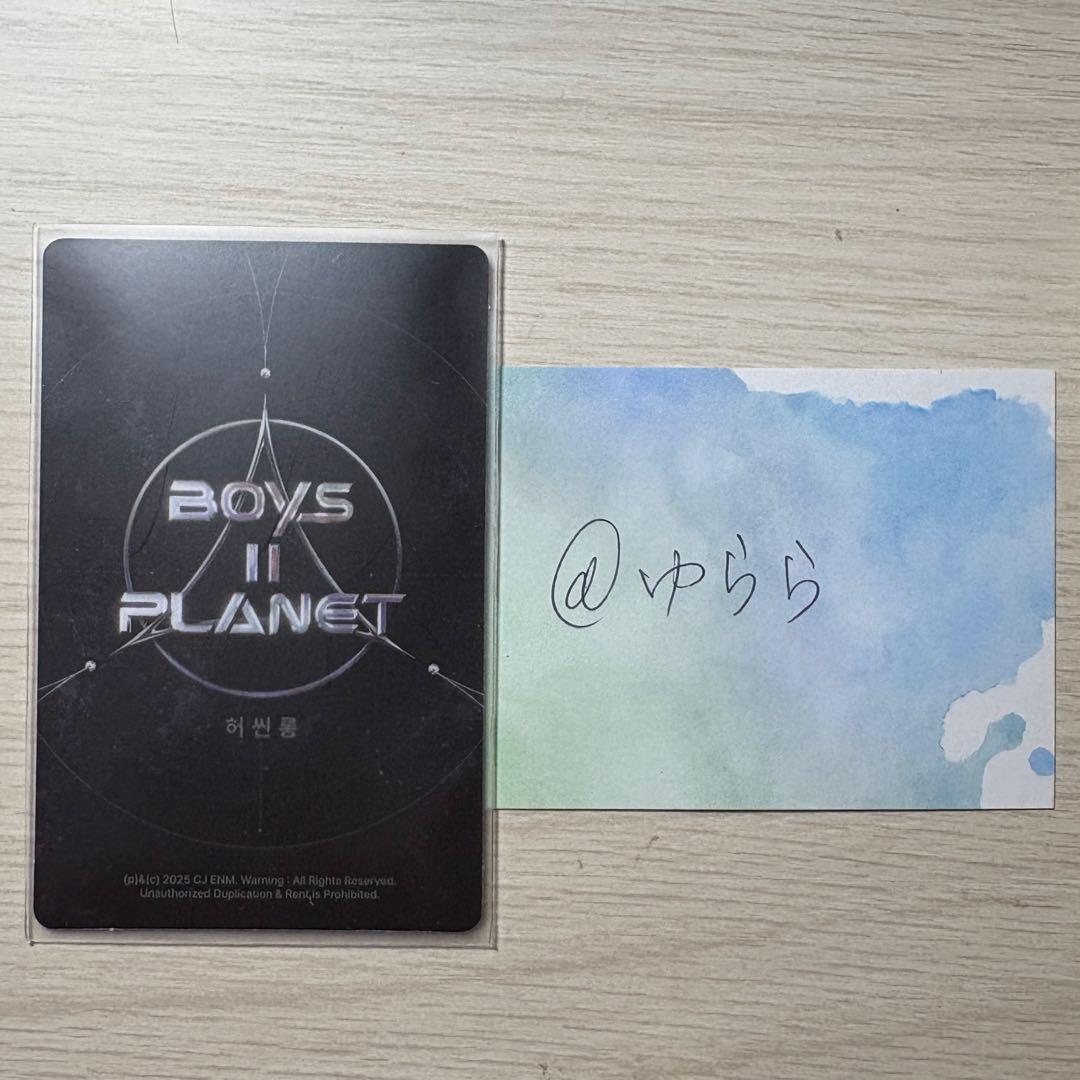 BOYS
II
PLANET
허씬롱
(p)&(c) 2025 CJ ENM. Warning : All Rights Reserved.
Unauthorized Duplication & Rent is Prohibited.
@ゆらら